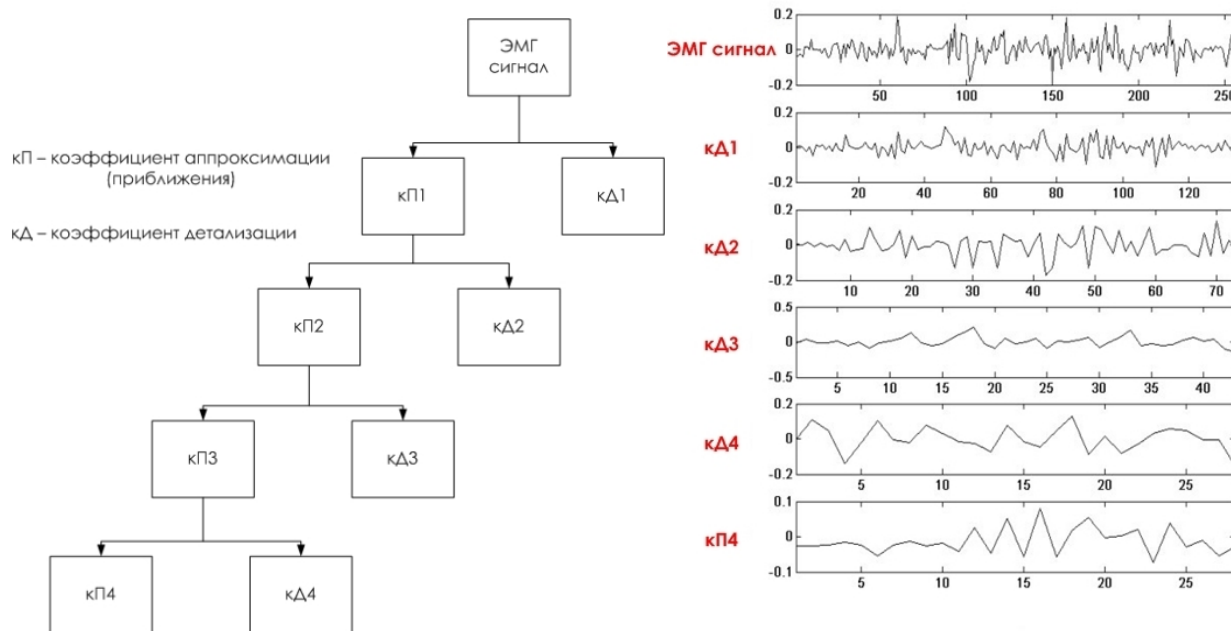 ЭМГ
сигнал
кП – коэффициент аппроксимации
(приближения)
кП1
кД1
кД – коэффициент детализации
кП2
кД2
кП3
кД3
кП4
кД4
ЭМГ сигнал
0.2
0
-0.2
50 100 150 200 250
кД1
0.2
0
-0.2
20 40 60 80 100 120
кД2
0.2
0
-0.2
10 20 30 40 50 60 70
кД3
0.5
0
-0.5
5 10 15 20 25 30 35 40
кД4
0.2
0
-0.2
5 10 15 20 25
кП4
0.1
0
-0.1
5 10 15 20 25